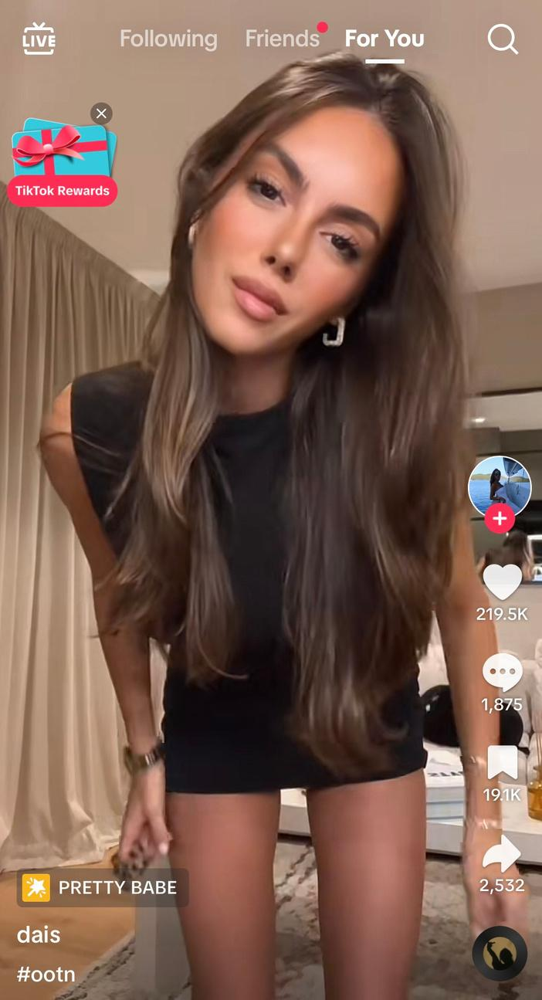 LIVE
Following
Friends
For You
TikTok Rewards
219.5K
1,875
19.1K
2,532
PRETTY BABE
dais
#ootn